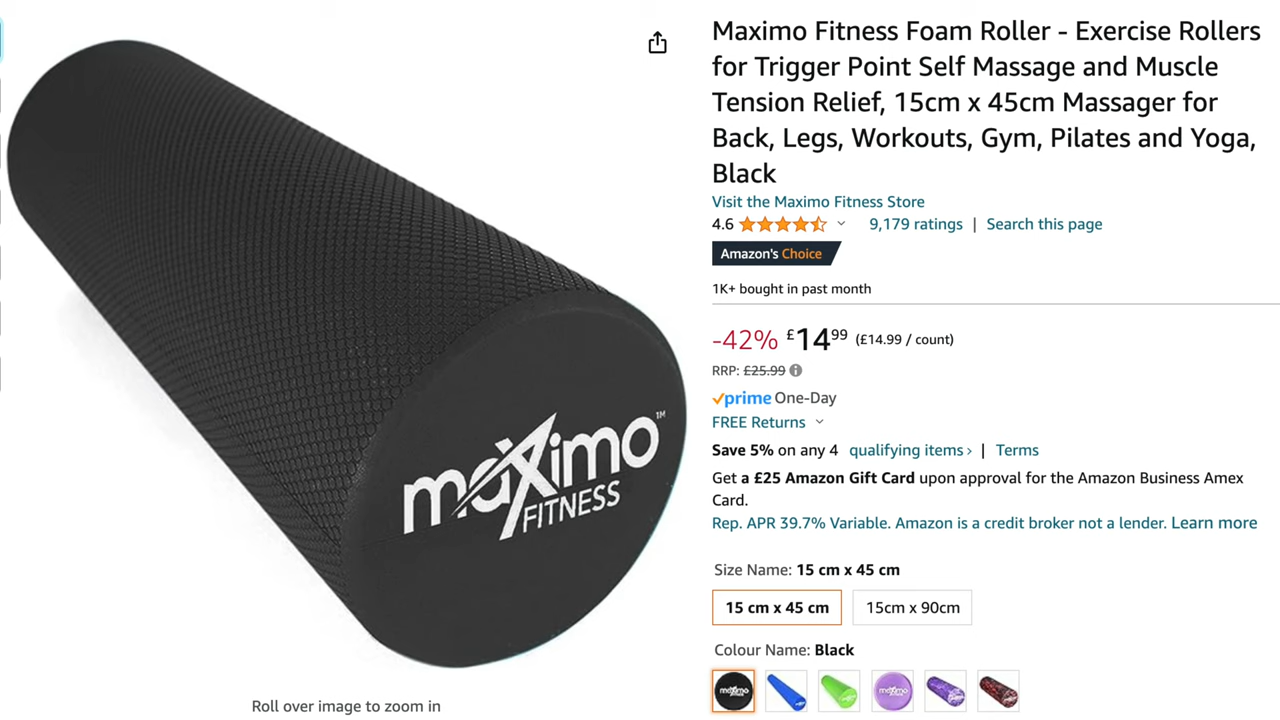 Maximo Fitness Foam Roller - Exercise Rollers
for Trigger Point Self Massage and Muscle
Tension Relief, 15cm x 45cm Massager for
Back, Legs, Workouts, Gym, Pilates and Yoga,
Black
Visit the Maximo Fitness Store
4.6 9,179 ratings | Search this page
Amazon's Choice
1K+ bought in past month
-42% £14⁹⁹ (£14.99 / count)
RRP: £25.99
prime One-Day
FREE Returns
Save 5% on any 4 qualifying items › | Terms
Get a £25 Amazon Gift Card upon approval for the Amazon Business Amex
Card.
Rep. APR 39.7% Variable. Amazon is a credit broker not a lender. Learn more
Size Name: 15 cm x 45 cm
15 cm x 45 cm 15cm x 90cm
Colour Name: Black
maximo™
FITNESS
Roll over image to zoom in